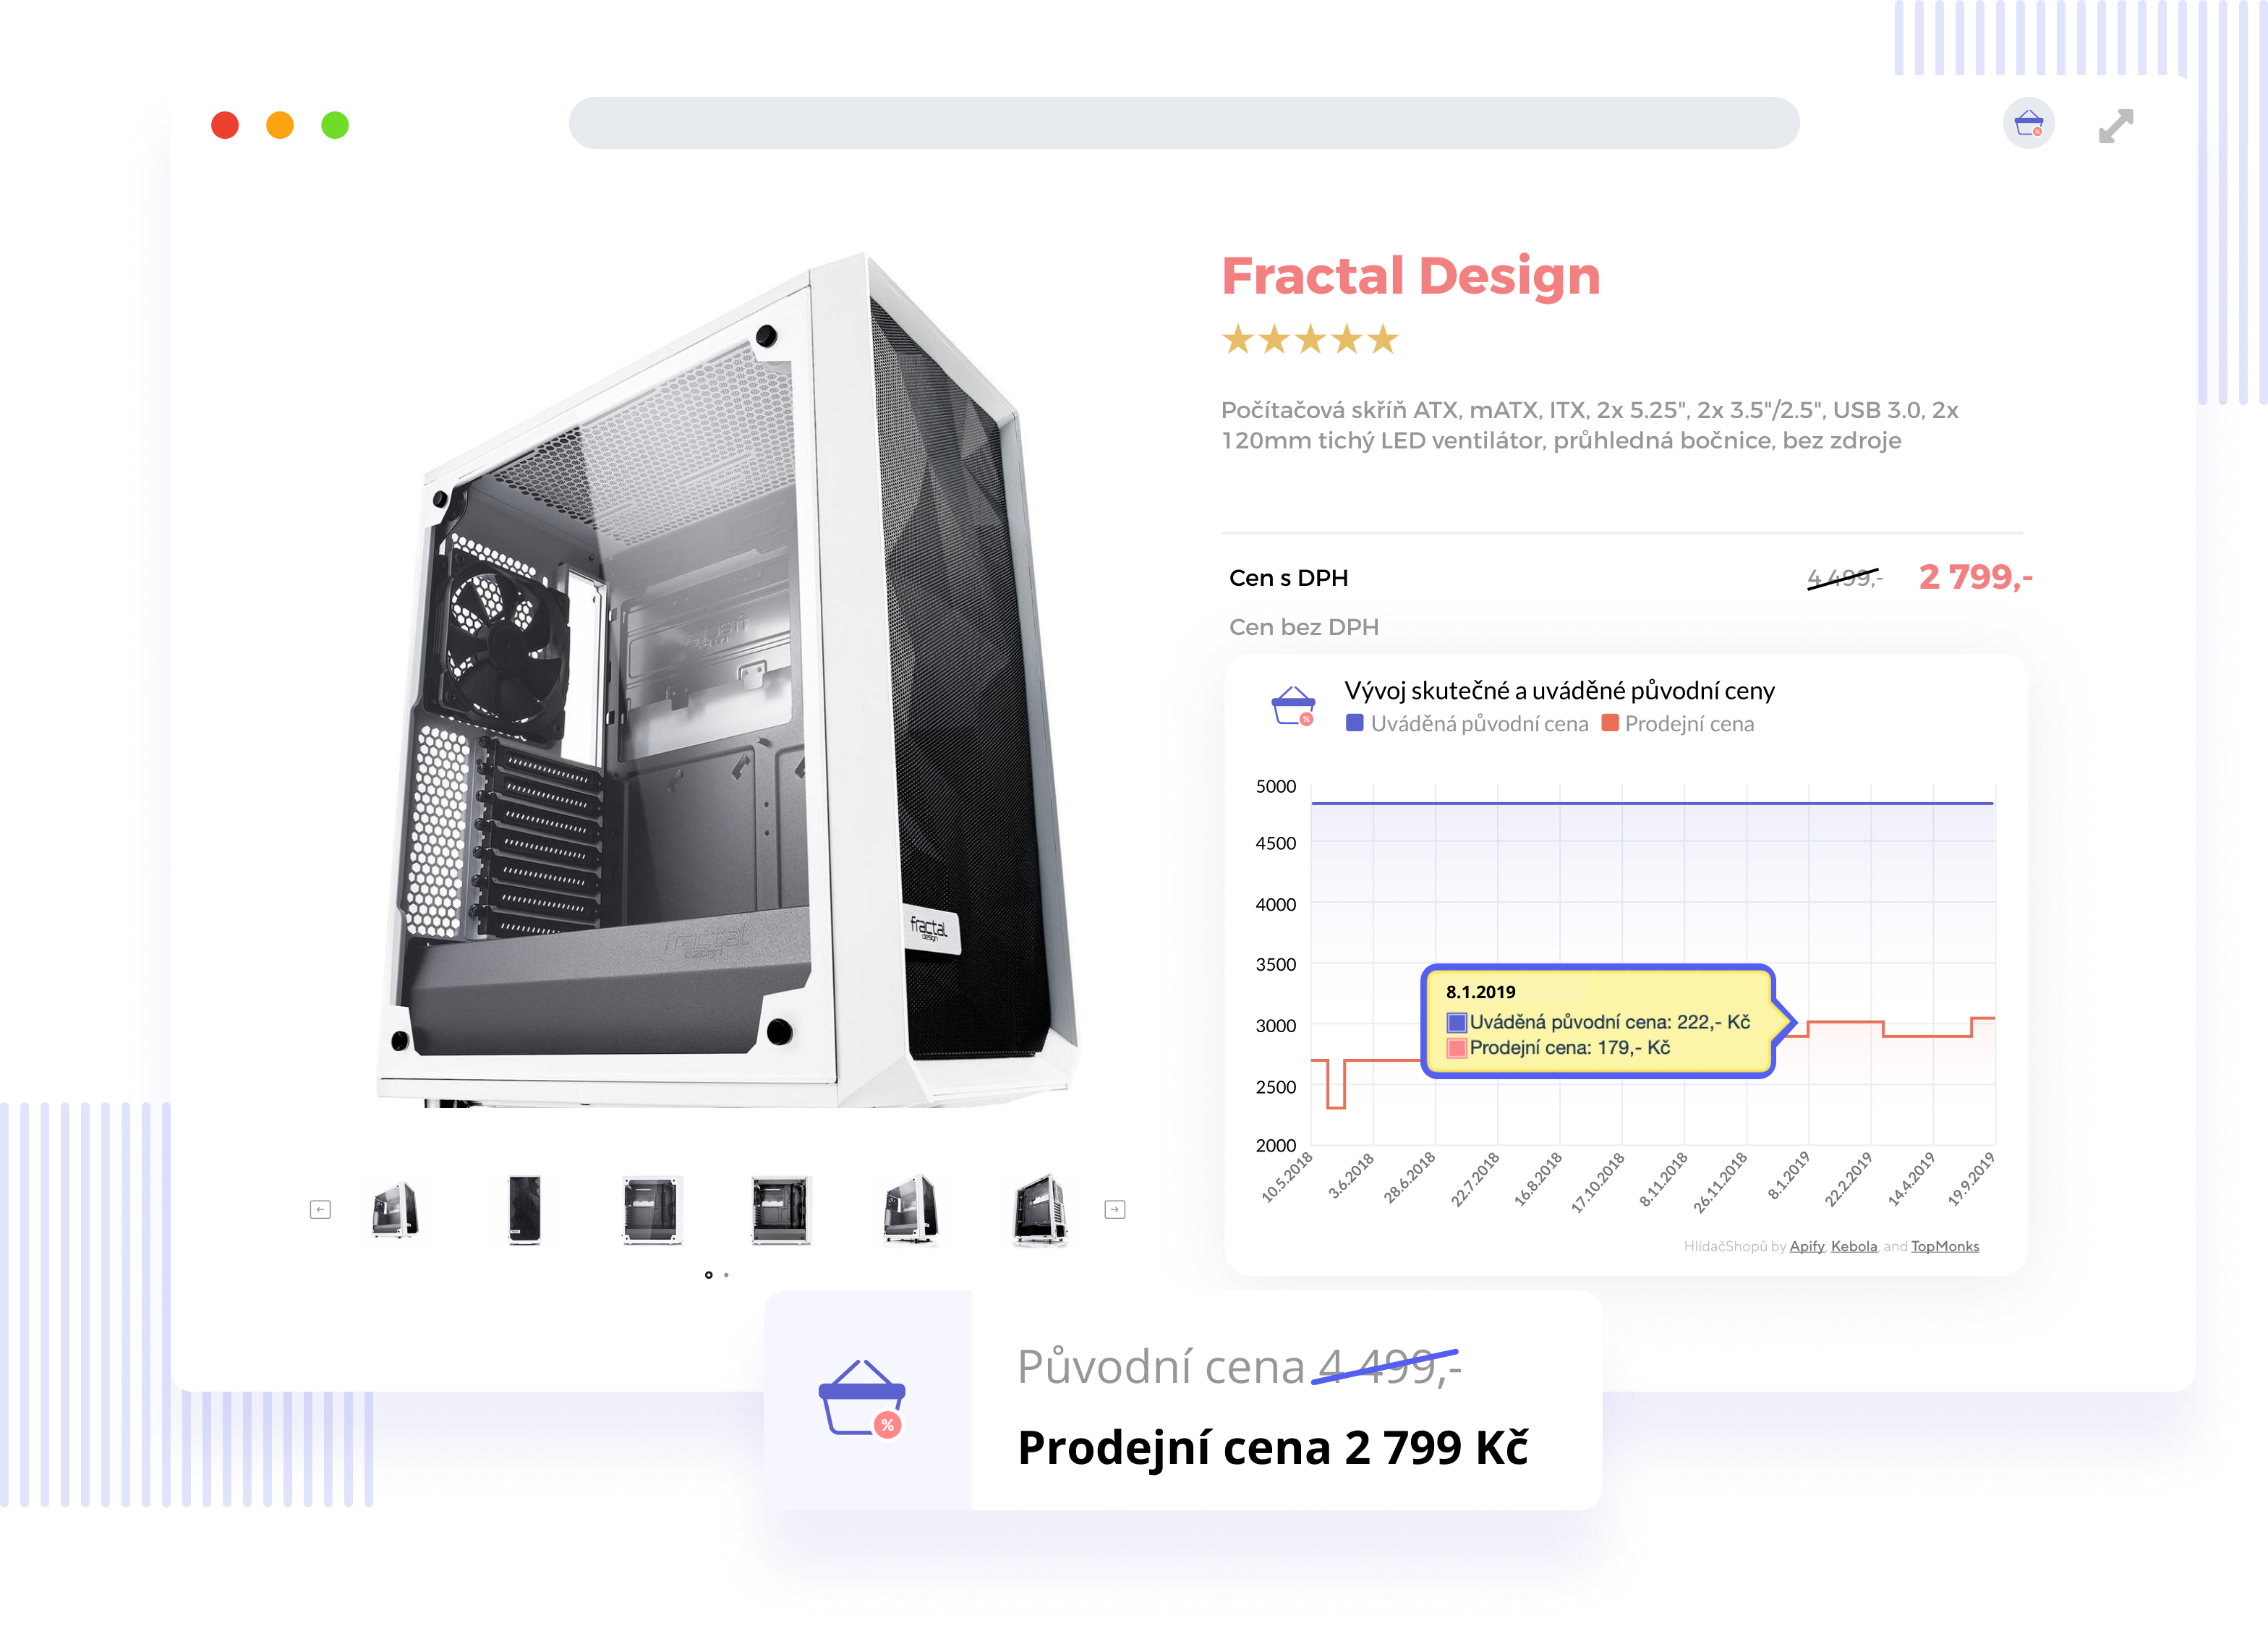 Fractal Design
Počítačová skříň ATX, mATX, ITX, 2x 5.25", 2x 3.5"/2.5", USB 3.0, 2x
120mm tichý LED ventilátor, průhledná bočnice, bez zdroje
Cen s DPH 4 499,- 2 799,-
Cen bez DPH
Vývoj skutečné a uváděné původní ceny
Uváděná původní cena Prodejní cena
5000
4500
4000
3500
3000
2500
2000
8.1.2019
Uváděná původní cena: 222,- Kč
Prodejní cena: 179,- Kč
10.5.2018 3.6.2018 28.6.2018 22.7.2018 16.8.2018 17.10.2018 8.11.2018 26.11.2018 8.1.2019 22.2.2019 14.4.2019 19.9.2019
HlídačShopů by Apify, Kebola, and TopMonks
fractal
design
fractal
design
%
Původní cena 4 499,-
Prodejní cena 2 799 Kč